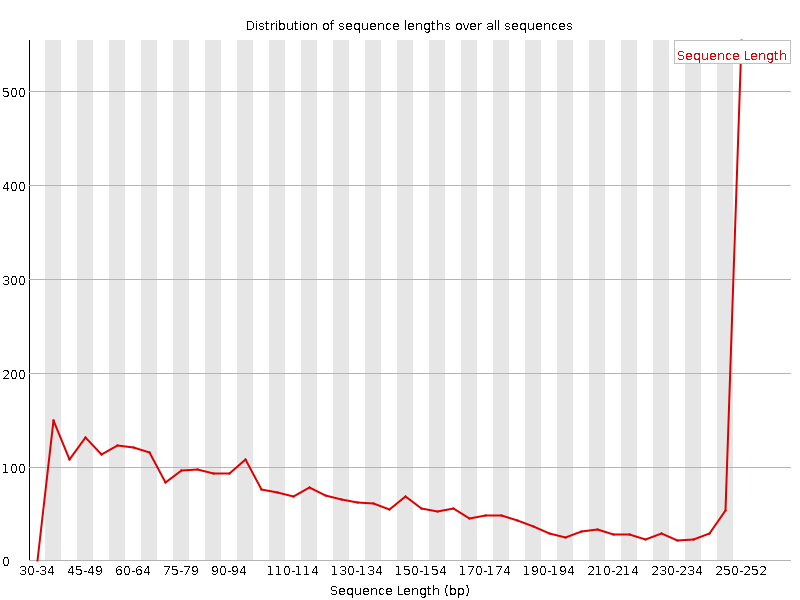 Distribution of sequence lengths over all sequences
Sequence Length
500
400
300
200
100
0
30-34 45-49 60-64 75-79 90-94 110-114 130-134 150-154 170-174 190-194 210-214 230-234 250-252
Sequence Length (bp)